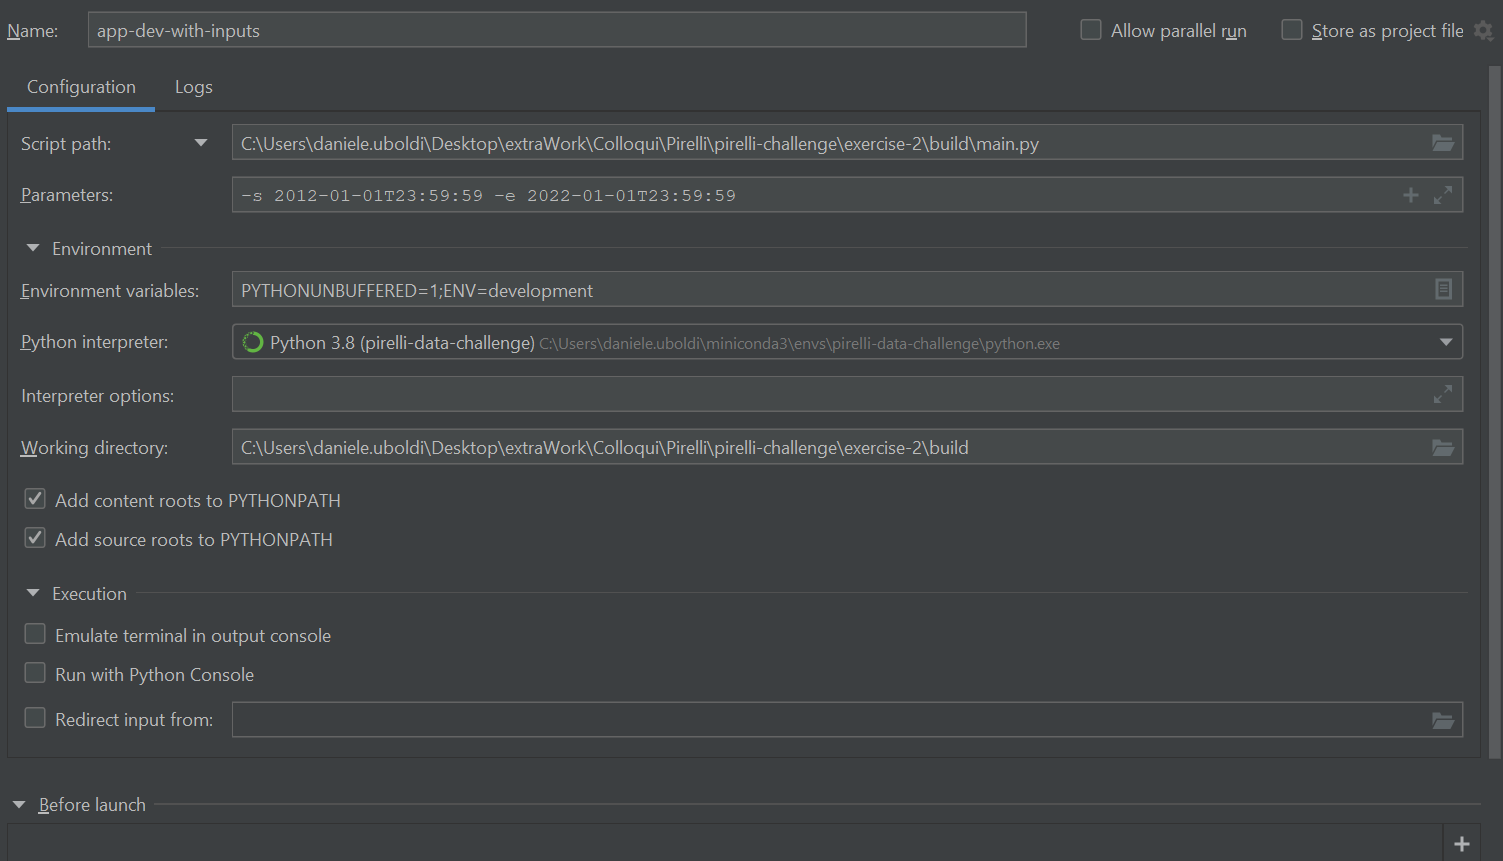 Name: app-dev-with-inputs Allow parallel run Store as project file
Configuration Logs
Script path: C:\Users\daniele.uboldi\Desktop\extraWork\Colloqui\Pirelli\pirelli-challenge\exercise-2\build\main.py
Parameters: -s 2012-01-01T23:59:59 -e 2022-01-01T23:59:59
Environment
Environment variables: PYTHONUNBUFFERED=1;ENV=development
Python interpreter: Python 3.8 (pirelli-data-challenge) C:\Users\daniele.uboldi\miniconda3\envs\pirelli-data-challenge\python.exe
Interpreter options:
Working directory: C:\Users\daniele.uboldi\Desktop\extraWork\Colloqui\Pirelli\pirelli-challenge\exercise-2\build
Add content roots to PYTHONPATH
Add source roots to PYTHONPATH
Execution
Emulate terminal in output console
Run with Python Console
Redirect input from:
Before launch